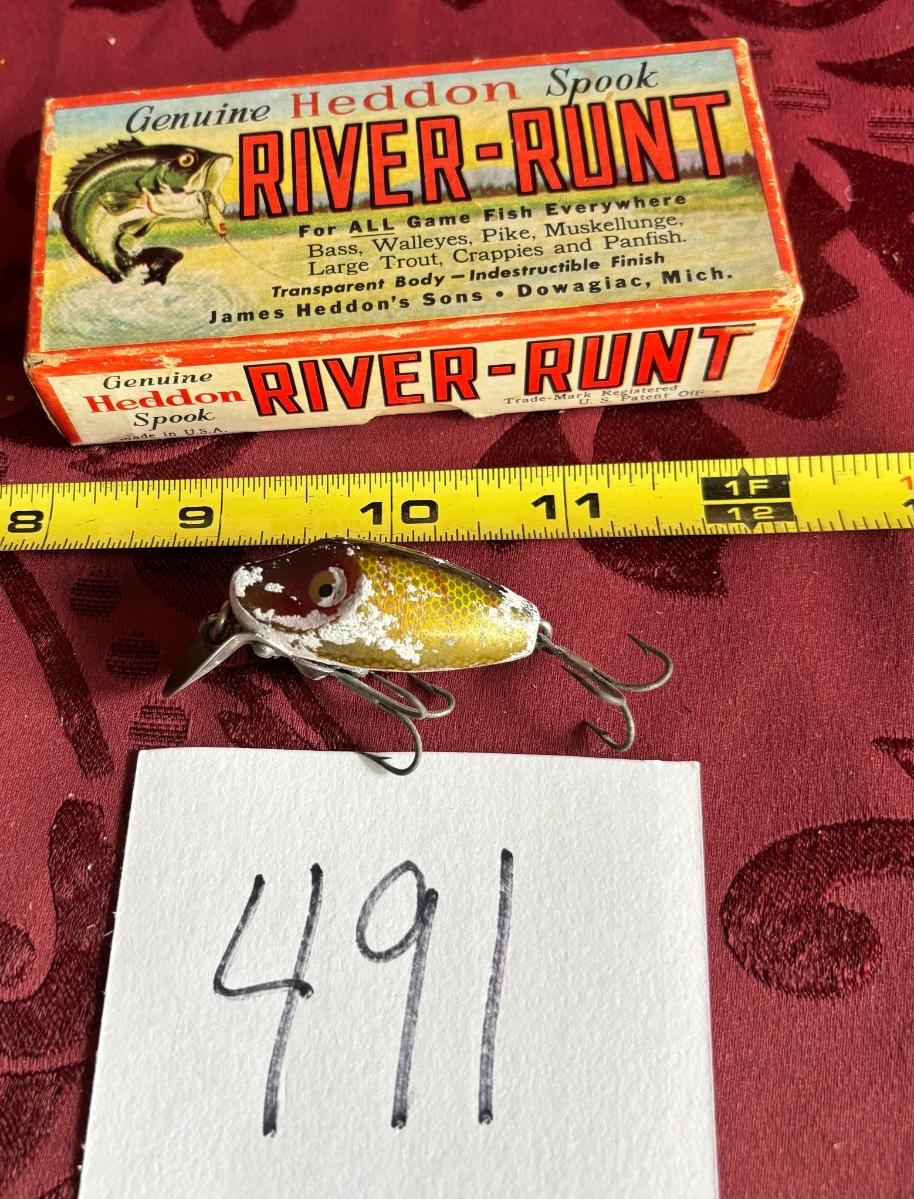 Genuine Heddon Spook
RIVER-RUNT
For ALL Game Fish Everywhere
Bass, Walleyes, Pike, Muskellunge,
Large Trout, Crappies and Panfish.
Transparent Body — Indestructible Finish
James Heddon's Sons • Dowagiac, Mich.
Genuine
Heddon
Spook
RIVER-RUNT
Trade-Mark Registered
U. S. Patent
in U.S.A.
8 9 10 11 1F
12
491